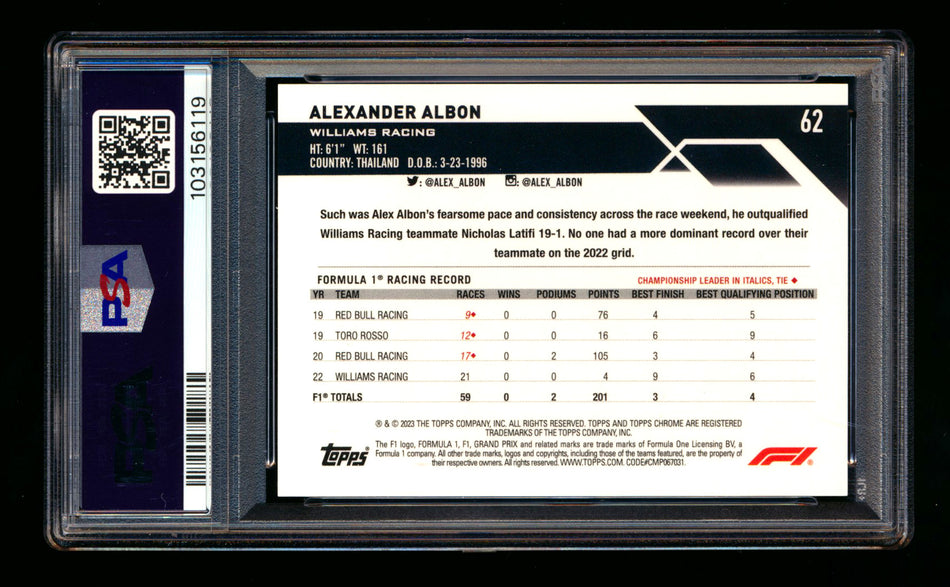 103156119
PSA
ALEXANDER ALBON
62
WILLIAMS RACING
HT: 6'1" WT: 161
COUNTRY: THAILAND D.O.B.: 3-23-1996
: @ALEX_ALBON : @ALEX_ALBON
Such was Alex Albon's fearsome pace and consistency across the race weekend, he outqualified
Williams Racing teammate Nicholas Latifi 19-1. No one had a more dominant record over their
teammate on the 2022 grid.
FORMULA 1® RACING RECORD CHAMPIONSHIP LEADER IN ITALICS, TIE ◆
YR TEAM RACES WINS PODIUMS POINTS BEST FINISH BEST QUALIFYING POSITION
19 RED BULL RACING 9◆ 0 0 76 4 5
19 TORO ROSSO 12◆ 0 0 16 6 9
20 RED BULL RACING 17◆ 0 2 105 3 4
22 WILLIAMS RACING 21 0 0 4 9 6
F1® TOTALS 59 0 2 201 3 4
® & © 2023 THE TOPPS COMPANY, INC. ALL RIGHTS RESERVED. TOPPS AND TOPPS CHROME ARE REGISTERED
TRADEMARKS OF THE TOPPS COMPANY, INC.
The F1 logo, FORMULA 1, F1, GRAND PRIX and related marks are trade marks of Formula One Licensing BV, a
Formula 1 company. All other trade marks, logos and copyrights, including those of the teams featured, are the property of
their respective owners. All rights reserved. WWW.TOPPS.COM. CODE#CMP067031.
Topps
F1®